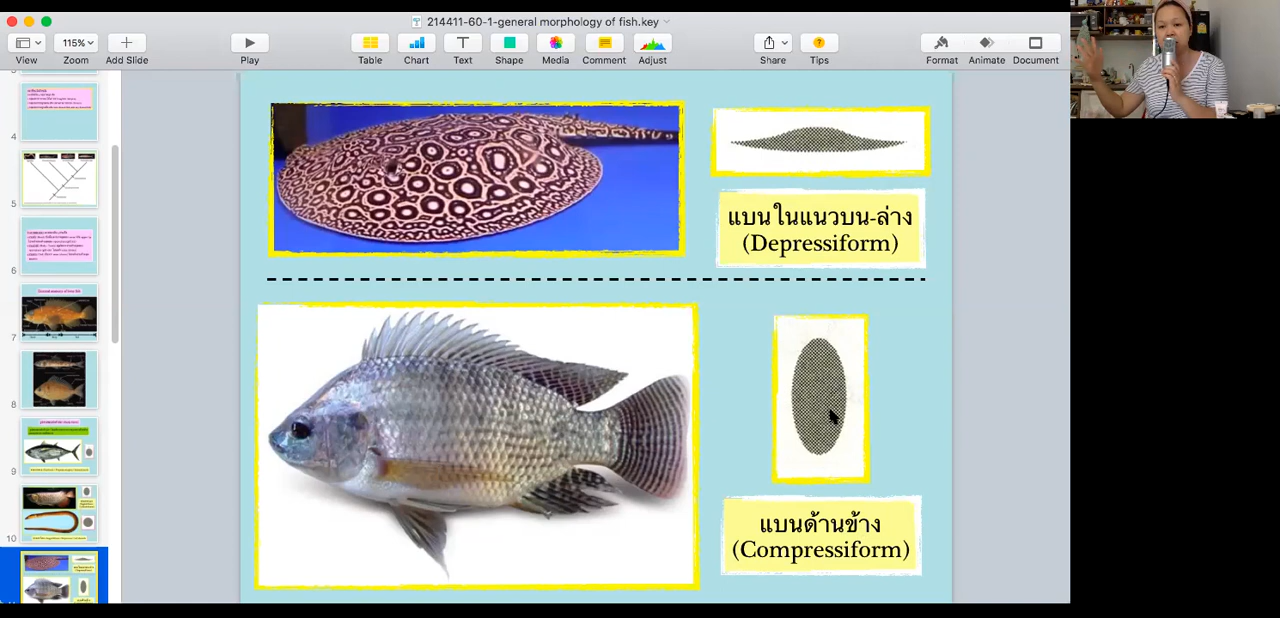 214411-60-1-general morphology of fish.key
115%
View
Zoom
Add Slide
Play
Table
Chart
Text
Shape
Media
Comment
Adjust
Share
Tips
Format
Animate
Document
4
5
6
7
8
9
10
แบนในแนวบน-ล่าง
(Depressiform)
แบนด้านข้าง
(Compressiform)